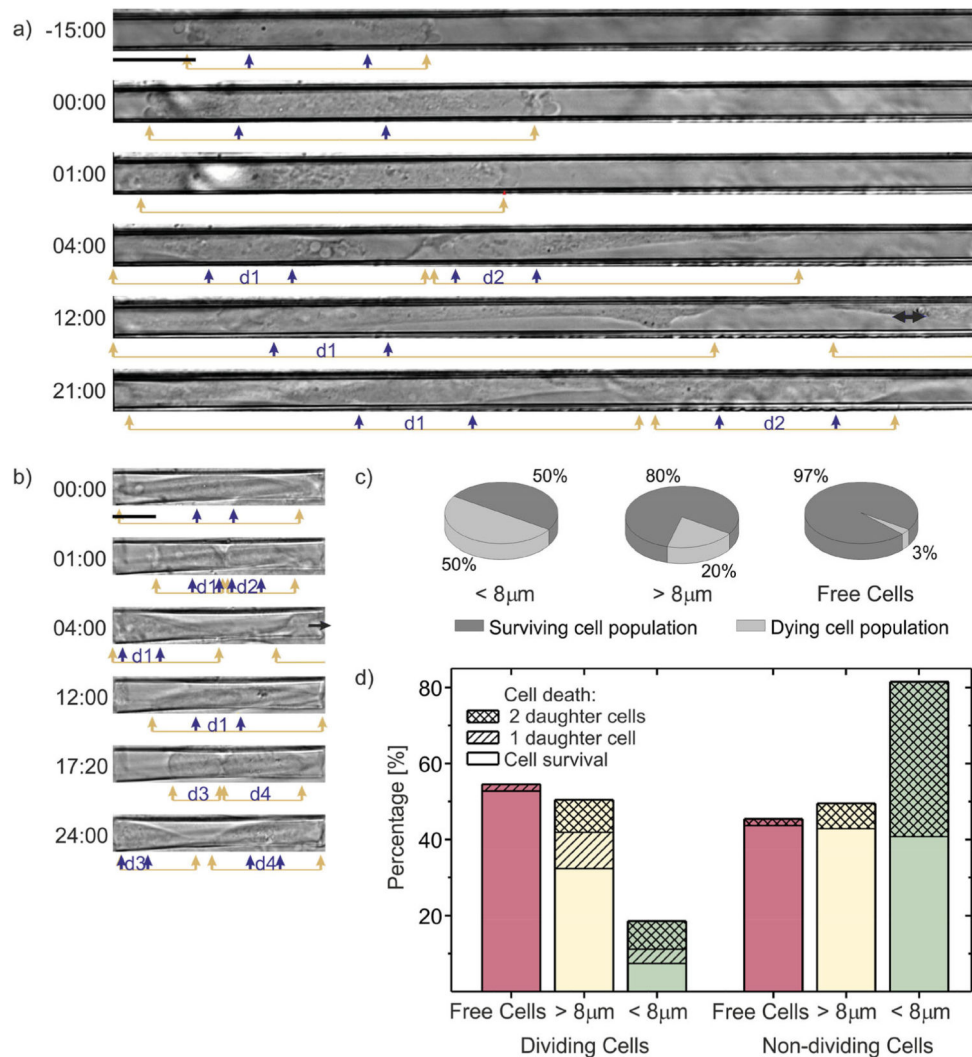 a)
-15:00
00:00
01:00
04:00
d1 d2
12:00
d1
21:00
d1 d2
b)
00:00
01:00
d1 d2
04:00
d1
12:00
d1
17:20
d3 d4
24:00
d3 d4
c)
50% 80% 97%
50% 20% 3%
< 8μm > 8μm Free Cells
Surviving cell population Dying cell population
d)
Percentage [%]
80
60
40
20
Cell death:
2 daughter cells
1 daughter cell
Cell survival
Free Cells > 8μm < 8μm Free Cells > 8μm < 8μm
Dividing Cells Non-dividing Cells